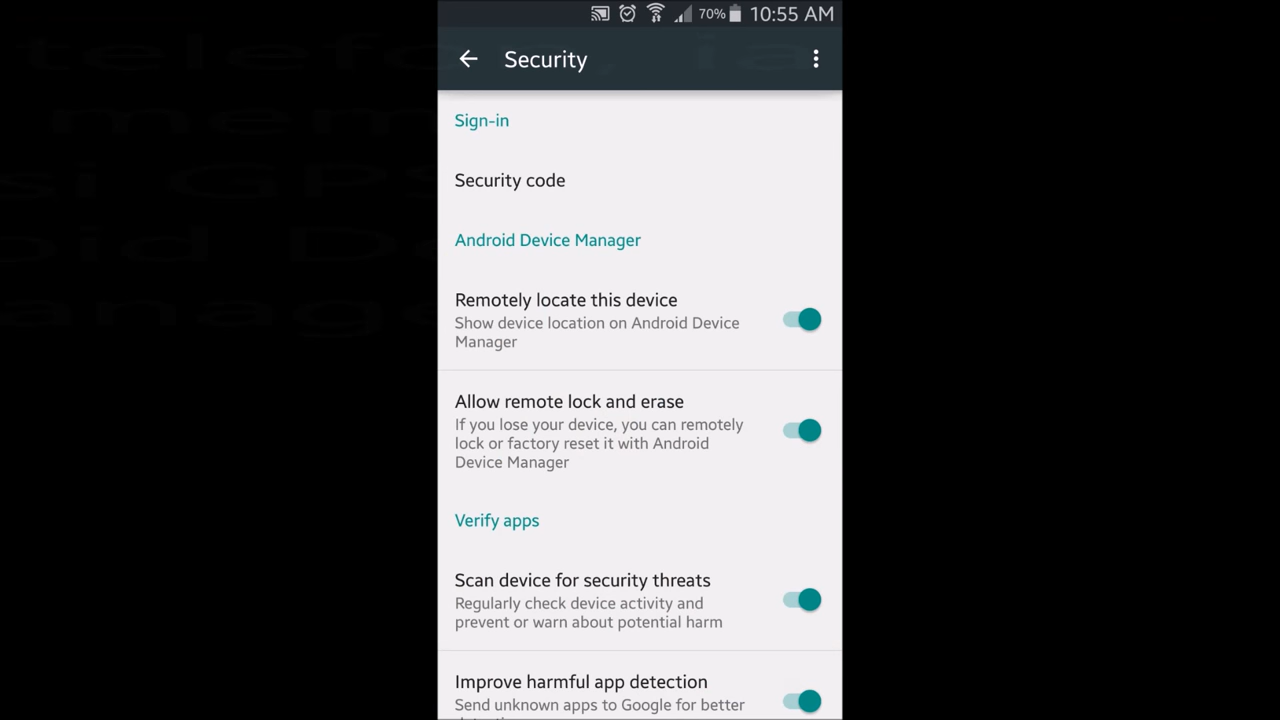 70% 10:55 AM
Security
Sign-in
Security code
Android Device Manager
Remotely locate this device
Show device location on Android Device
Manager
Allow remote lock and erase
If you lose your device, you can remotely
lock or factory reset it with Android
Device Manager
Verify apps
Scan device for security threats
Regularly check device activity and
prevent or warn about potential harm
Improve harmful app detection
Send unknown apps to Google for better